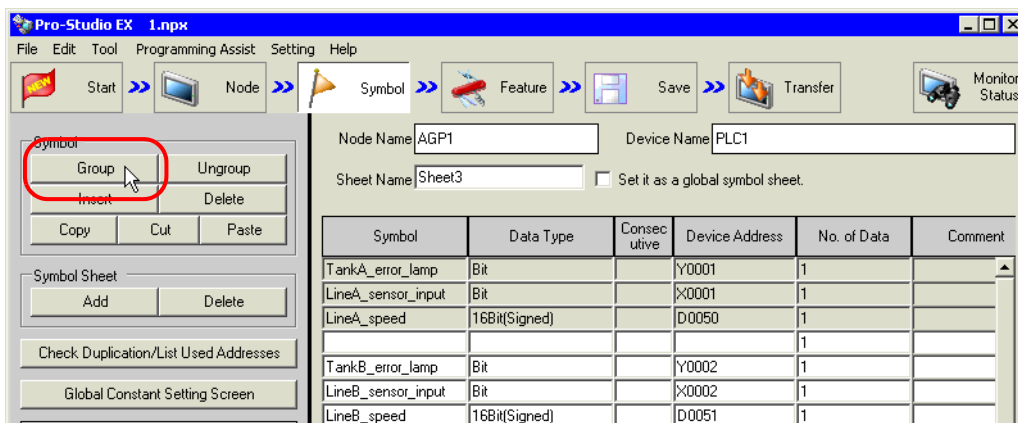 Pro-Studio EX 1.npx
File Edit Tool Programming Assist Setting Help
NEW Start Node Symbol Feature Save Transfer Monitor Status
Symbol
Group Ungroup
Insert Delete
Copy Cut Paste
Symbol Sheet
Add Delete
Check Duplication/List Used Addresses
Global Constant Setting Screen
Node Name AGP1 Device Name PLC1
Sheet Name Sheet3 Set it as a global symbol sheet.
Symbol Data Type Consecutive Device Address No. of Data Comment
TankA_error_lamp Bit Y0001 1
LineA_sensor_input Bit X0001 1
LineA_speed 16Bit(Signed) D0050 1
1
TankB_error_lamp Bit Y0002 1
LineB_sensor_input Bit X0002 1
LineB_speed 16Bit(Signed) D0051 1